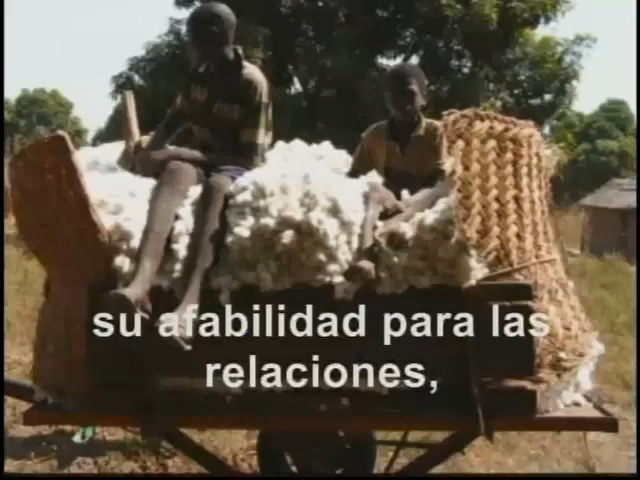 su afabilidad para las
relaciones,